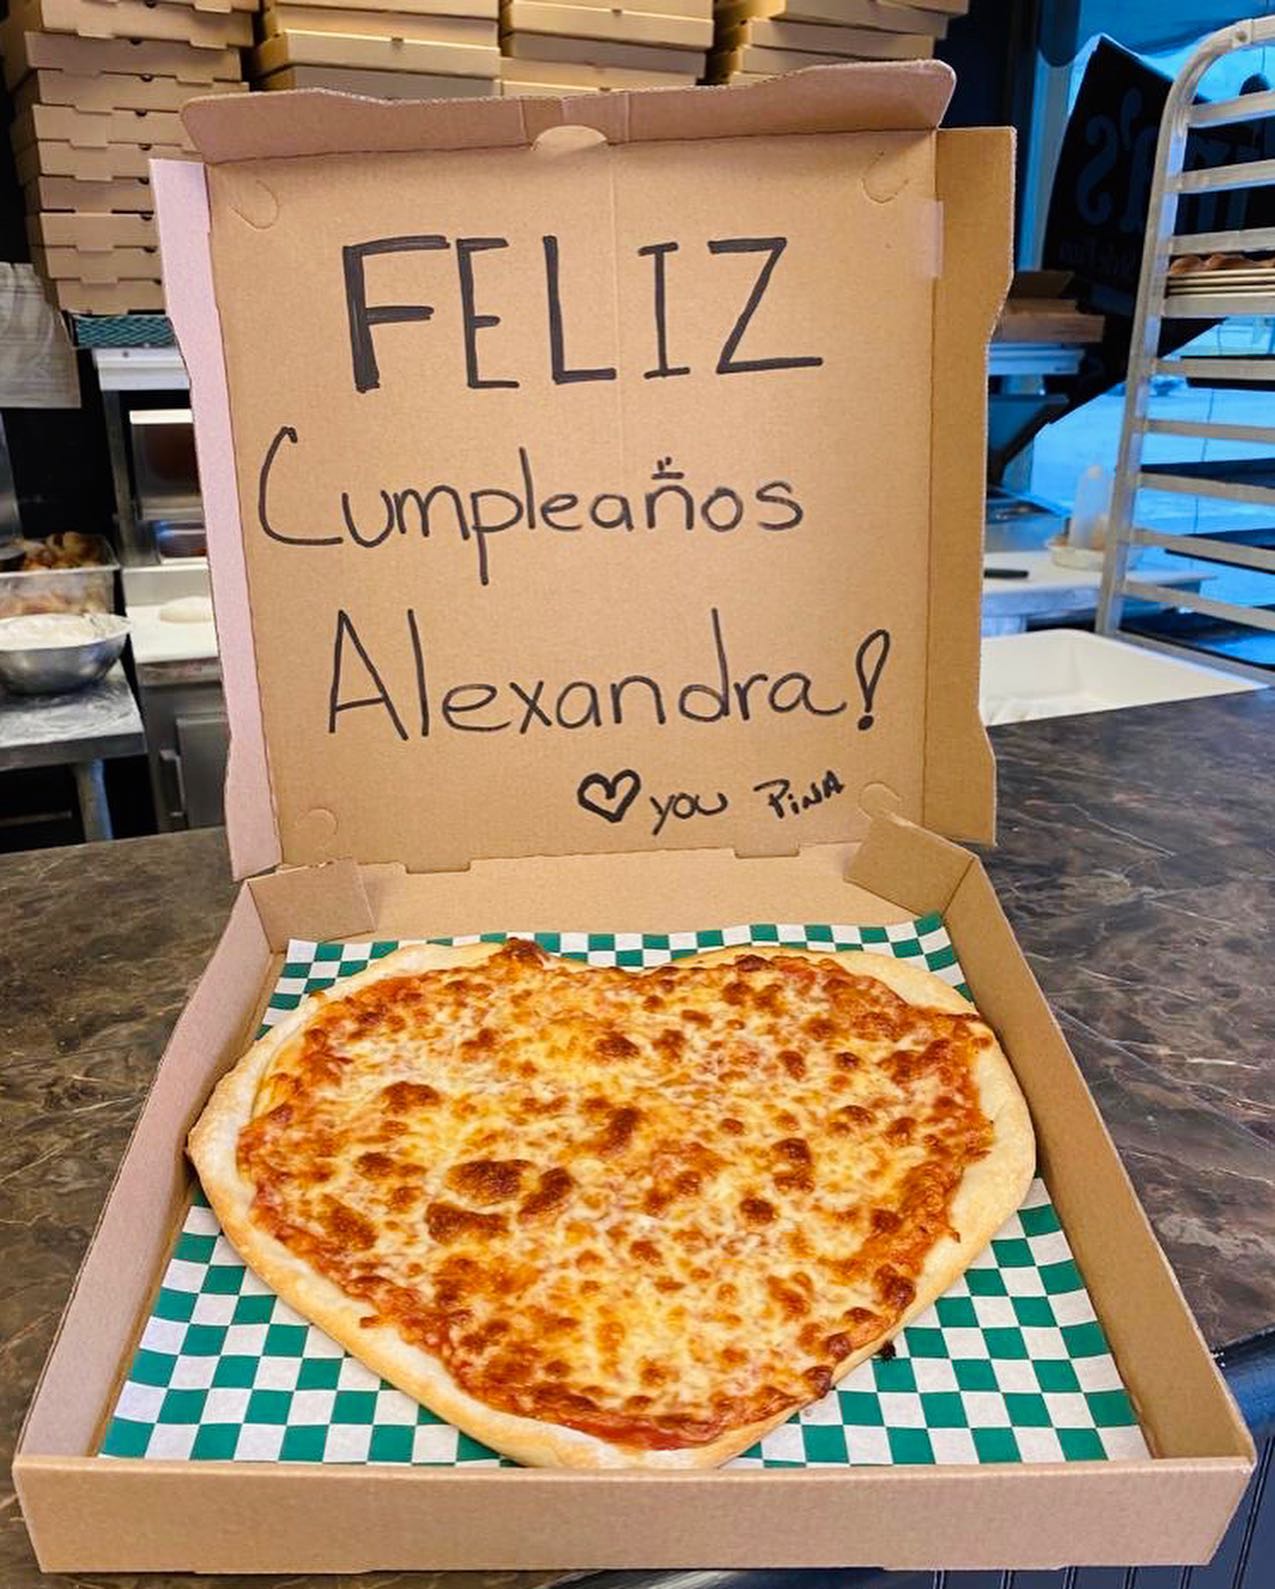 FELIZ
Cumpleaños
Alexandra!
♡ you PiNA